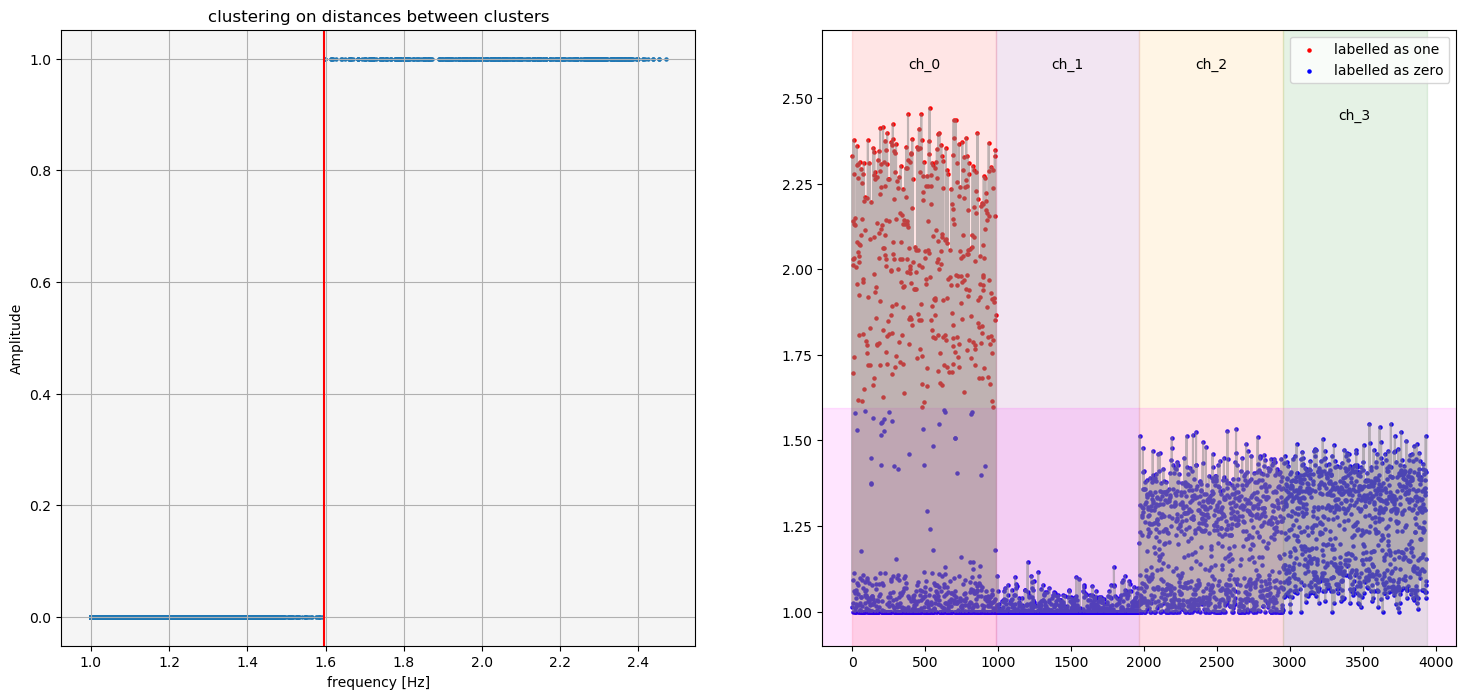 clustering on distances between clusters
Amplitude
1.0
0.8
0.6
0.4
0.2
0.0
1.0 1.2 1.4 1.6 1.8 2.0 2.2 2.4
frequency [Hz]
labelled as one
labelled as zero
ch_0 ch_1 ch_2
ch_3
2.50
2.25
2.00
1.75
1.50
1.25
1.00
0 500 1000 1500 2000 2500 3000 3500 4000